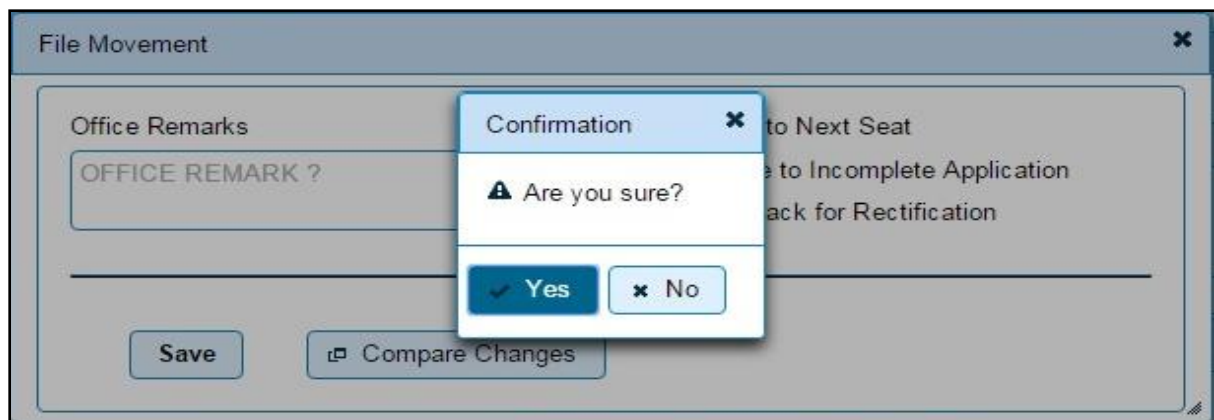 File Movement
Office Remarks
OFFICE REMARK ?
Confirmation
Are you sure?
Yes
No
to Next Seat
to Incomplete Application
for Rectification
Save
Compare Changes